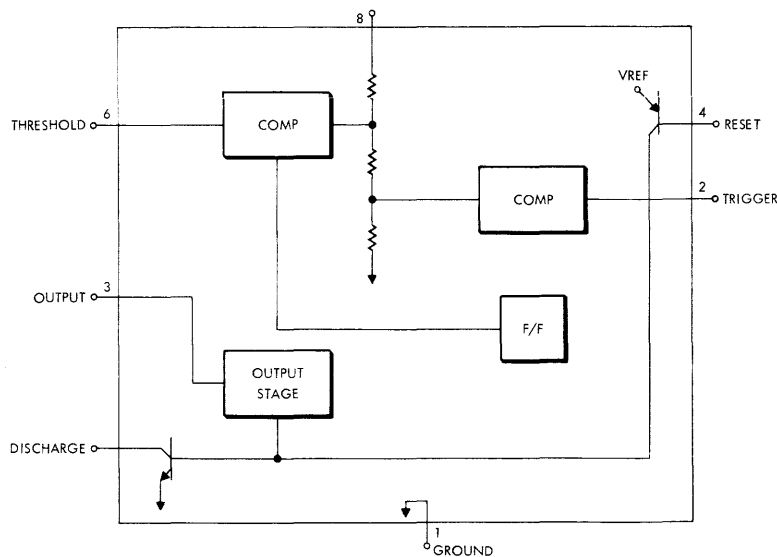 8
VREF
6
4
THRESHOLD
COMP
RESET
2
COMP
TRIGGER
3
OUTPUT
F/F
OUTPUT
STAGE
DISCHARGE
1
GROUND